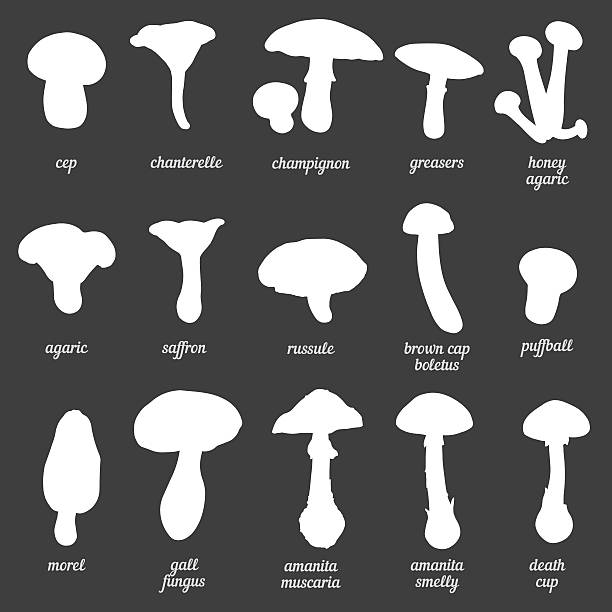 cep
chanterelle
champignon
greasers
honey
agaric
agaric
saffron
russule
brown cap
boletus
puffball
morel
gall
fungus
amanita
muscaria
amanita
smelly
death
cup